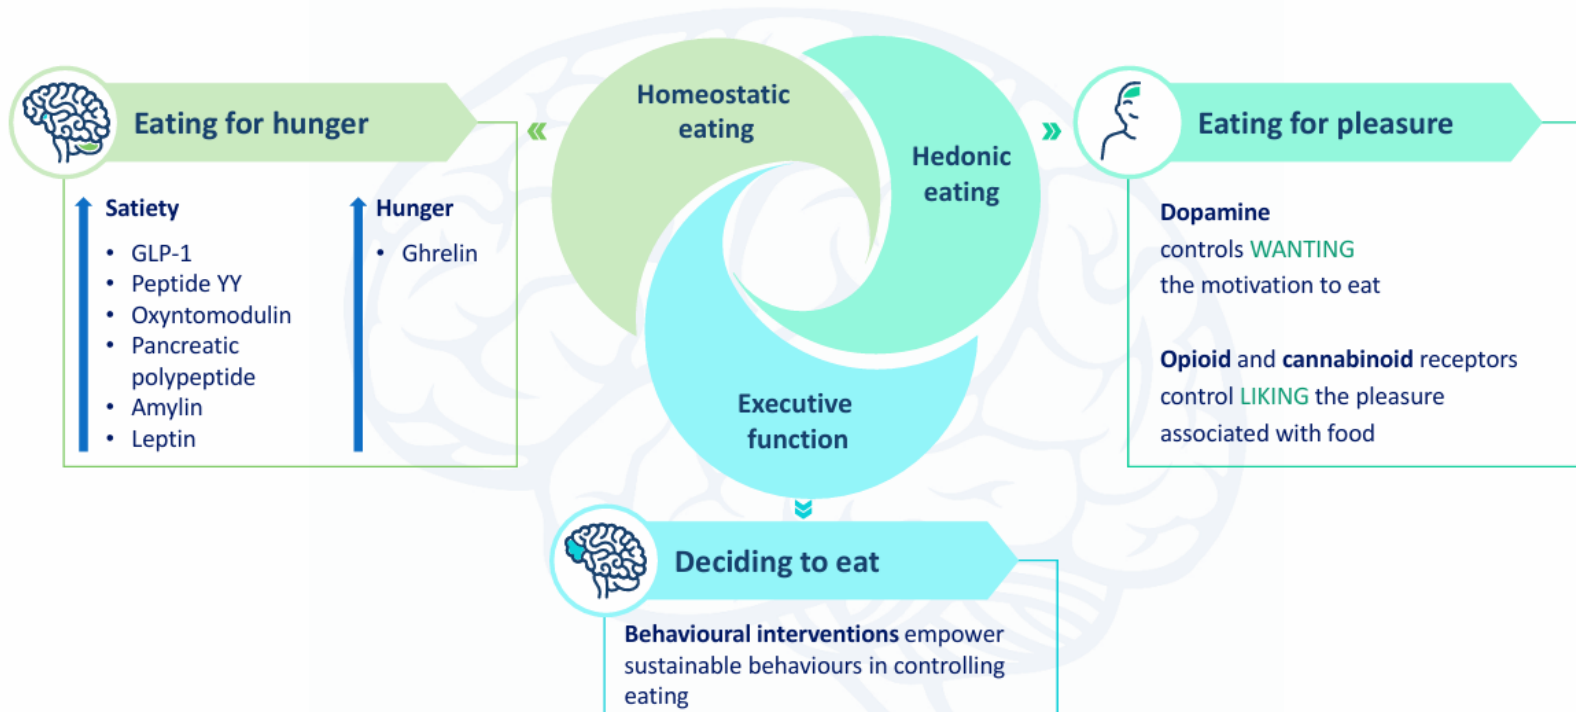 Homeostatic
eating
Hedonic
eating
Executive
function
Eating for hunger
Satiety
• GLP-1
• Peptide YY
• Oxyntomodulin
• Pancreatic
polypeptide
• Amylin
• Leptin
Hunger
• Ghrelin
Eating for pleasure
Dopamine
controls WANTING
the motivation to eat
Opioid and cannabinoid receptors
control LIKING the pleasure
associated with food
Deciding to eat
Behavioural interventions empower
sustainable behaviours in controlling
eating